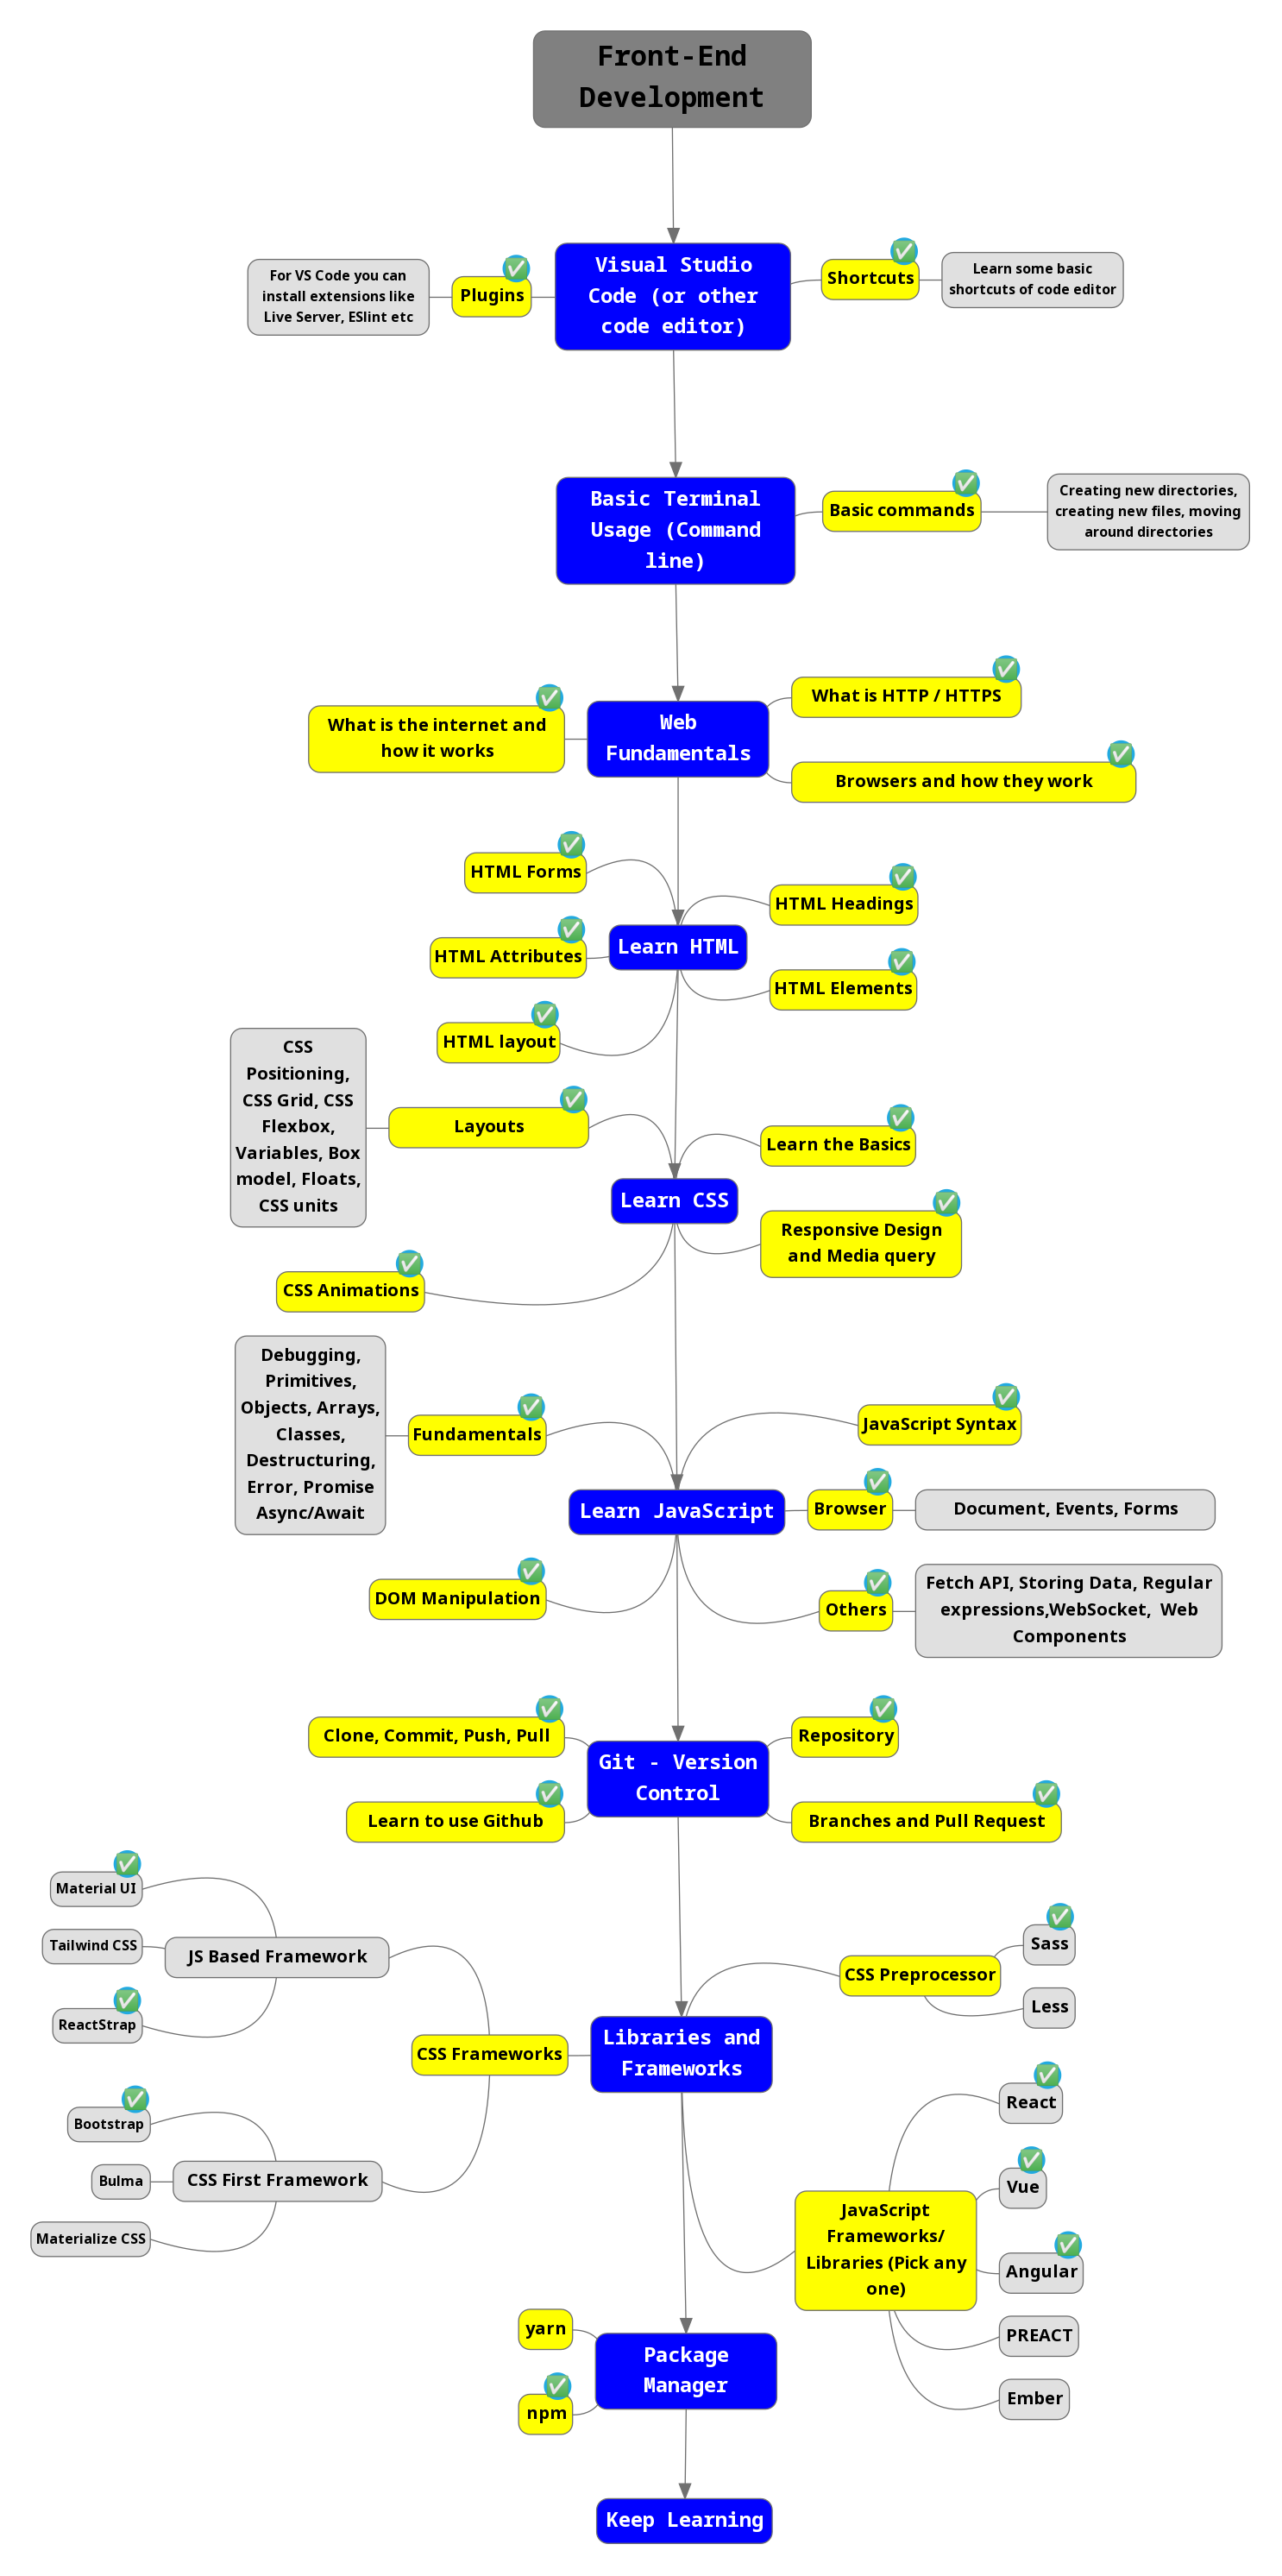 Front-End
Development
Visual Studio
Code (or other
code editor)
Plugins
For VS Code you can
install extensions like
Live Server, ESlint etc
Shortcuts
Learn some basic
shortcuts of code editor
Basic Terminal
Usage (Command
line)
Basic commands
Creating new directories,
creating new files, moving
around directories
Web
Fundamentals
What is the internet and
how it works
What is HTTP / HTTPS
Browsers and how they work
Learn HTML
HTML Forms
HTML Attributes
HTML layout
HTML Headings
HTML Elements
Learn CSS
Layouts
CSS
Positioning,
CSS Grid, CSS
Flexbox,
Variables, Box
model, Floats,
CSS units
CSS Animations
Learn the Basics
Responsive Design
and Media query
Learn JavaScript
Fundamentals
Debugging,
Primitives,
Objects, Arrays,
Classes,
Destructuring,
Error, Promise
Async/Await
DOM Manipulation
JavaScript Syntax
Browser
Document, Events, Forms
Others
Fetch API, Storing Data, Regular
expressions,WebSocket,  Web
Components
Git - Version
Control
Clone, Commit, Push, Pull
Learn to use Github
Repository
Branches and Pull Request
Libraries and
Frameworks
CSS Frameworks
JS Based Framework
Material UI
Tailwind CSS
ReactStrap
CSS First Framework
Bootstrap
Bulma
Materialize CSS
CSS Preprocessor
Sass
Less
JavaScript
Frameworks/
Libraries (Pick any
one)
React
Vue
Angular
PREACT
Ember
Package
Manager
yarn
npm
Keep Learning